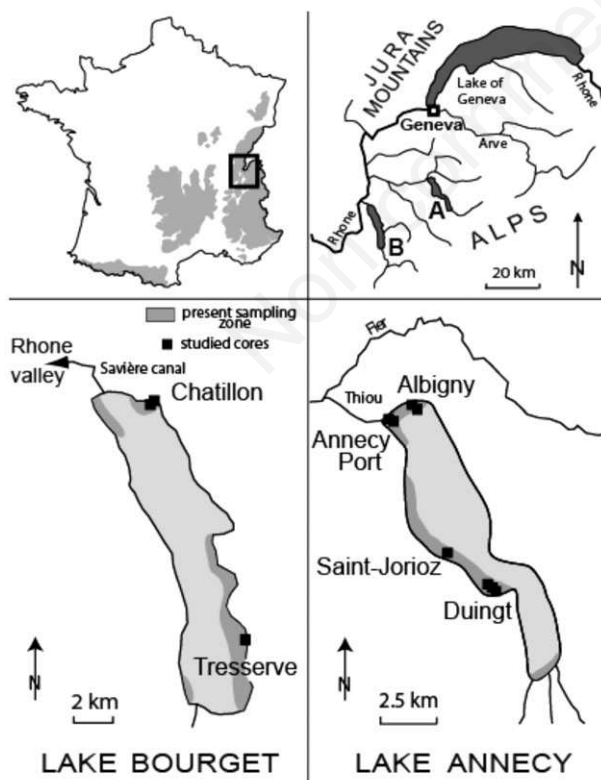 JURA
MOUNTAINS
Lake of
Geneva
Rhone
Geneva
Arve
A
ALPS
B
Rhone
20 km
N
present sampling
zone
studied cores
Rhone
valley
Savière canal
Chatillon
Tresserve
N
2 km
LAKE BOURGET
Fier
Thiou
Albigny
Annecy
Port
Saint-Jorioz
Duingt
N
2.5 km
LAKE ANNECY